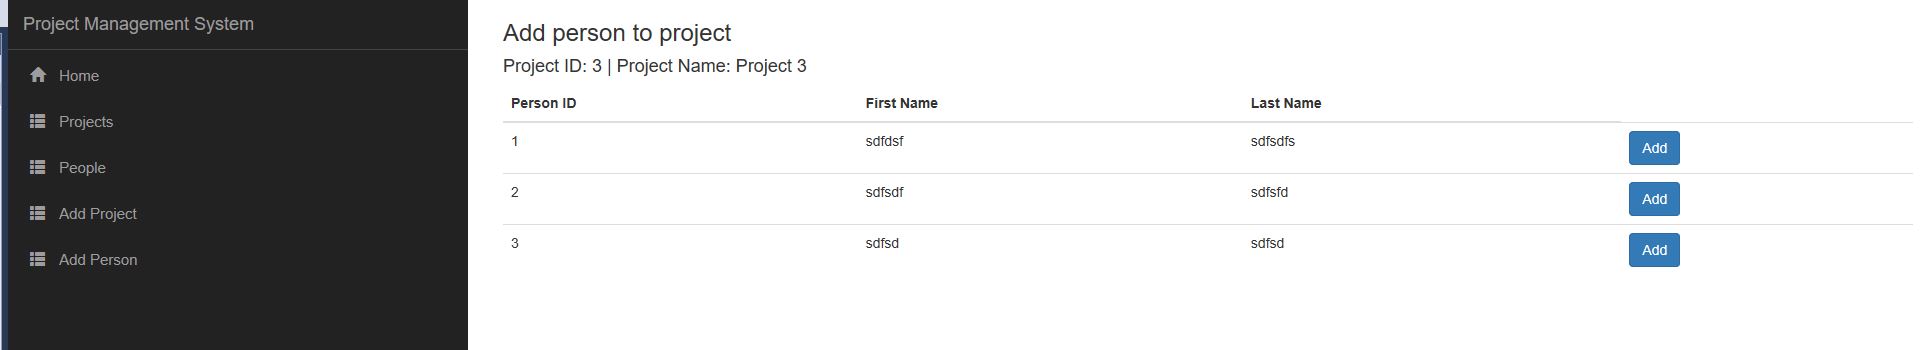 Project Management System
Home
Projects
People
Add Project
Add Person
Add person to project
Project ID: 3 | Project Name: Project 3
Person ID First Name Last Name
1 sdfdsf sdfsdfs Add
2 sdfsdf sdfsfd Add
3 sdfsd sdfsd Add